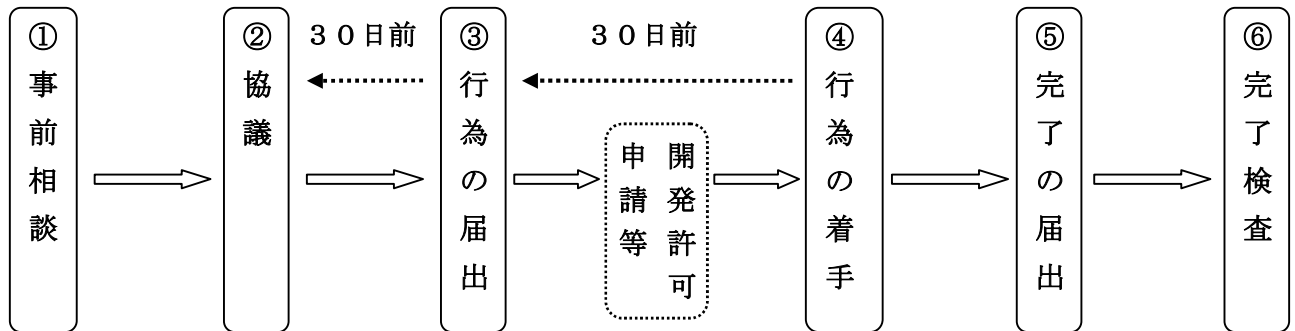 ①事前相談
②協議
３０日前
③行為の届出
３０日前
開発許可
申請等
④行為の着手
⑤完了の届出
⑥完了検査